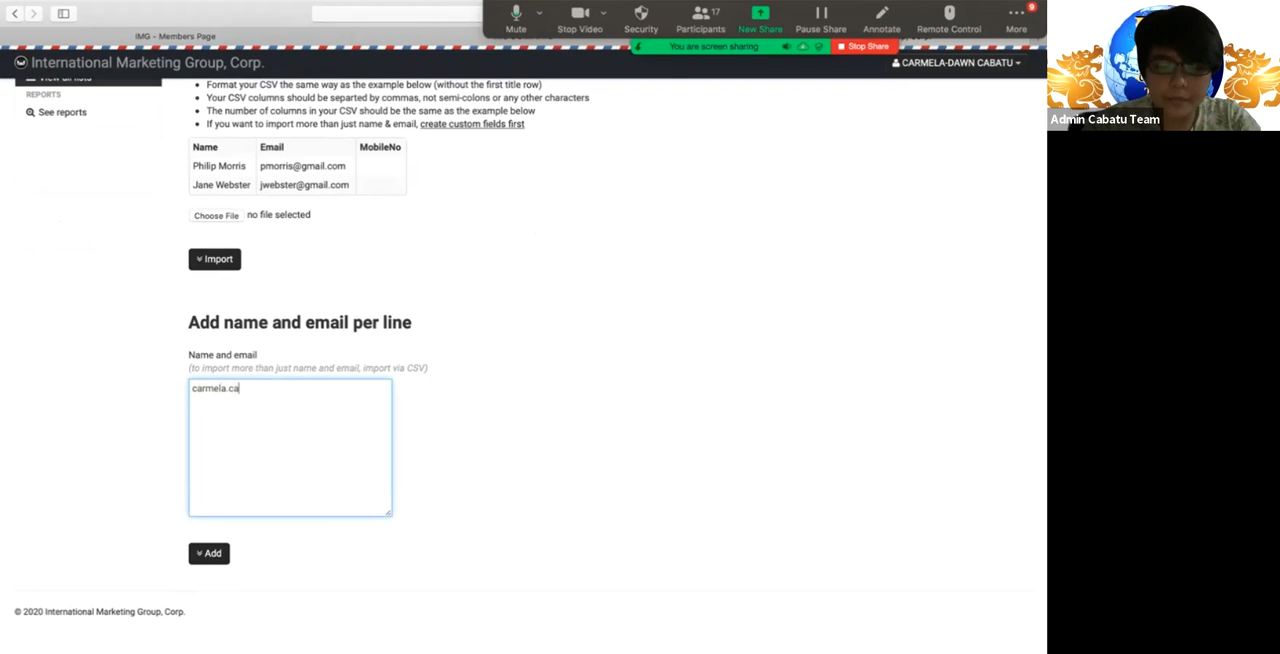 Mute
Stop Video
Security
Participants 17
New Share
Pause Share
Annotate
Remote Control
More
9
IMG - Members Page
You are screen sharing
Stop Share
International Marketing Group, Corp.
CARMELA-DAWN CABATU
View all lists
REPORTS
See reports
Format your CSV the same way as the example below (without the first title row)
Your CSV columns should be separted by commas, not semi-colons or any other characters
The number of columns in your CSV should be the same as the example below
If you want to import more than just name & email, create custom fields first
Name Email MobileNo
Philip Morris pmorris@gmail.com
Jane Webster jwebster@gmail.com
Choose File no file selected
Import
Add name and email per line
Name and email
(to import more than just name and email, import via CSV)
carmela.ca
Add
© 2020 International Marketing Group, Corp.
Admin Cabatu Team